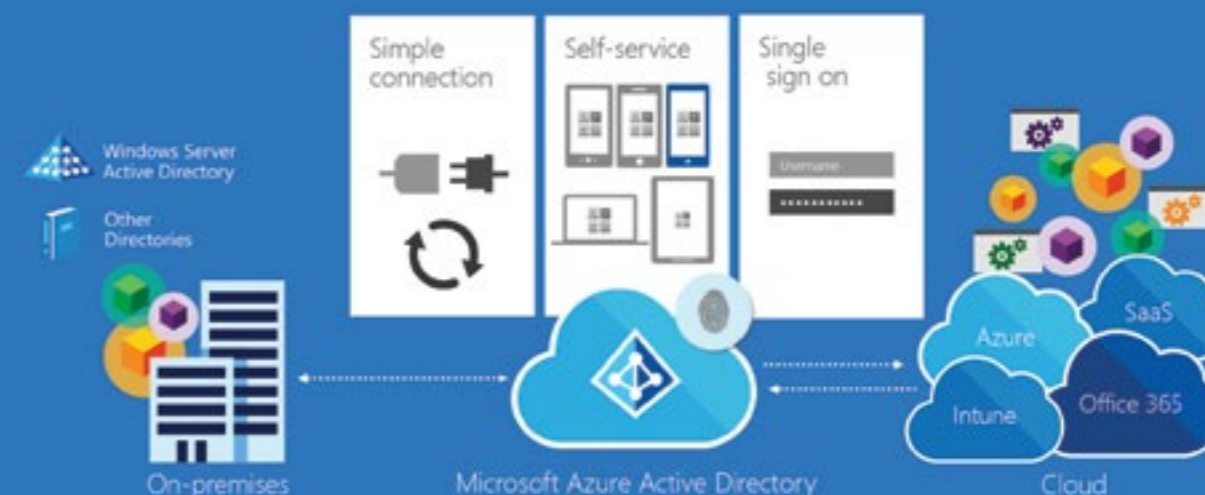 Simple
connection
Self-service
Single
sign on
Windows Server
Active Directory
Other
Directories
Username
***********
Azure
SaaS
Intune
Office 365
On-premises
Microsoft Azure Active Directory
Cloud